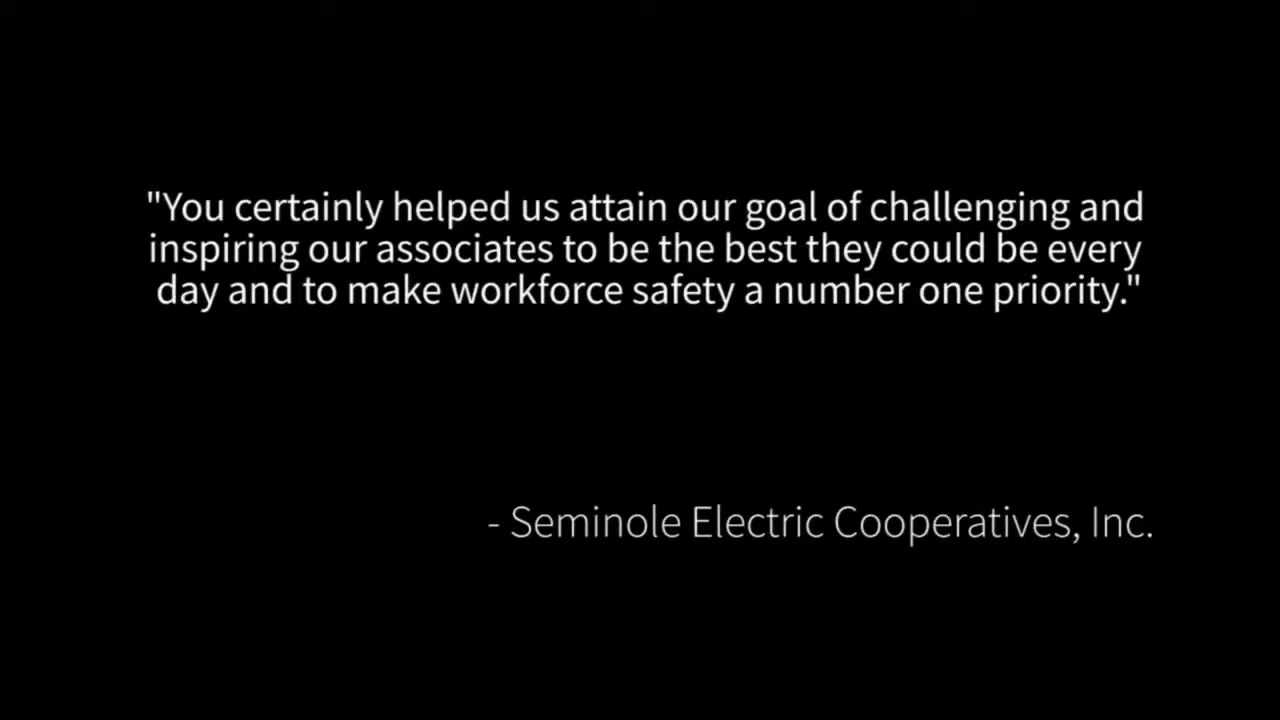 "You certainly helped us attain our goal of challenging and
inspiring our associates to be the best they could be every
day and to make workforce safety a number one priority."
- Seminole Electric Cooperatives, Inc.